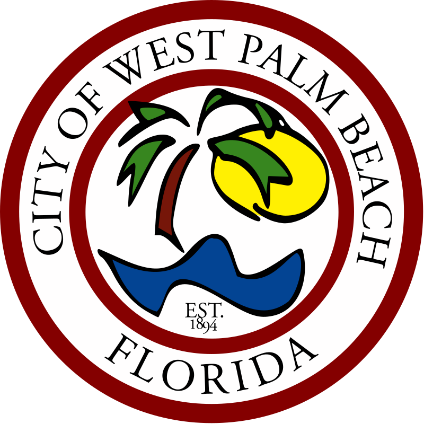 CITY OF WEST PALM BEACH
EST.
1894
FLORIDA